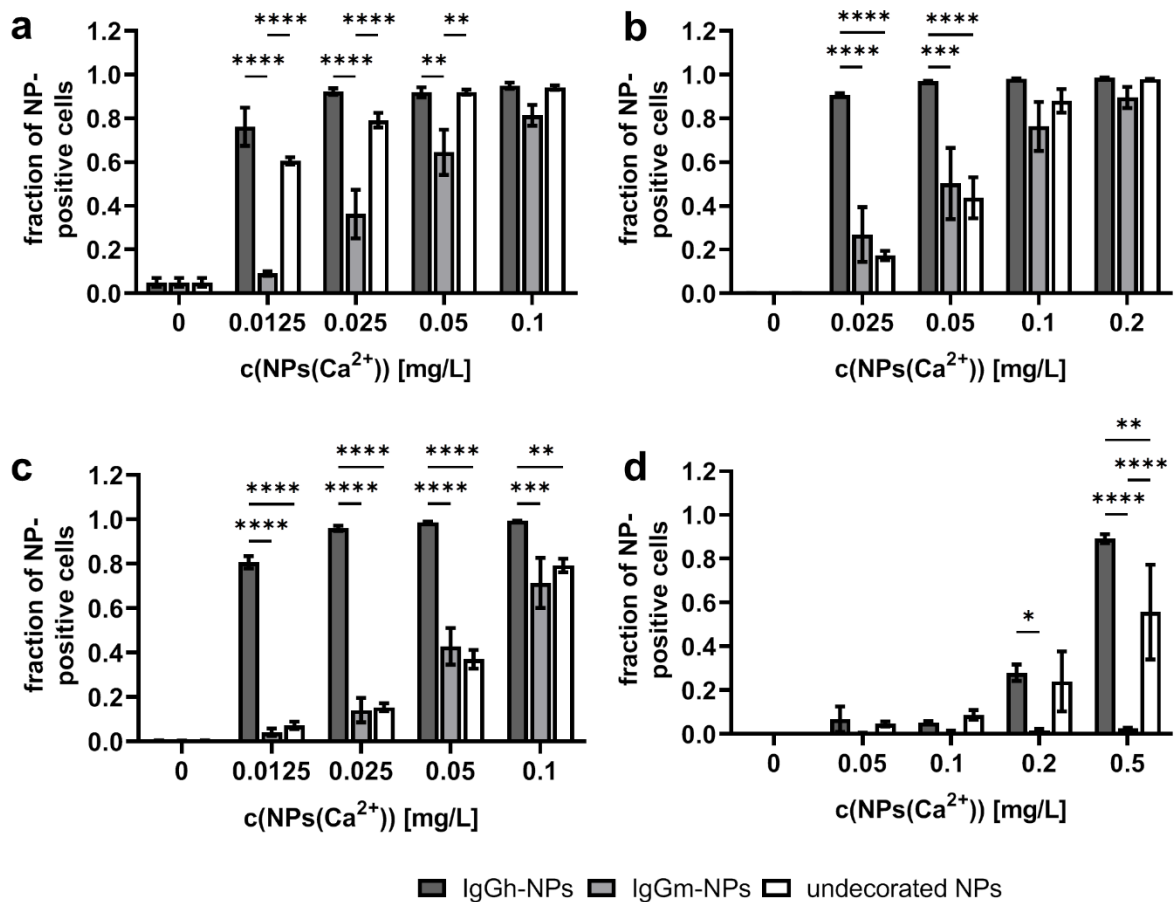 a
**** **** **
**** **** **
fraction of NP-
positive cells
1.2
1.0
0.8
0.6
0.4
0.2
0.0
0 0.0125 0.025 0.05 0.1
c(NPs(Ca²⁺)) [mg/L]
b
**** ****
**** ***
fraction of NP-
positive cells
1.2
1.0
0.8
0.6
0.4
0.2
0.0
0 0.025 0.05 0.1 0.2
c(NPs(Ca²⁺)) [mg/L]
c
**** **** **** **
**** **** **** ***
fraction of NP-
positive cells
1.2
1.0
0.8
0.6
0.4
0.2
0.0
0 0.0125 0.025 0.05 0.1
c(NPs(Ca²⁺)) [mg/L]
d
**
****
****
*
fraction of NP-
positive cells
1.2
1.0
0.8
0.6
0.4
0.2
0.0
0 0.05 0.1 0.2 0.5
c(NPs(Ca²⁺)) [mg/L]
IgGh-NPs IgGm-NPs undecorated NPs